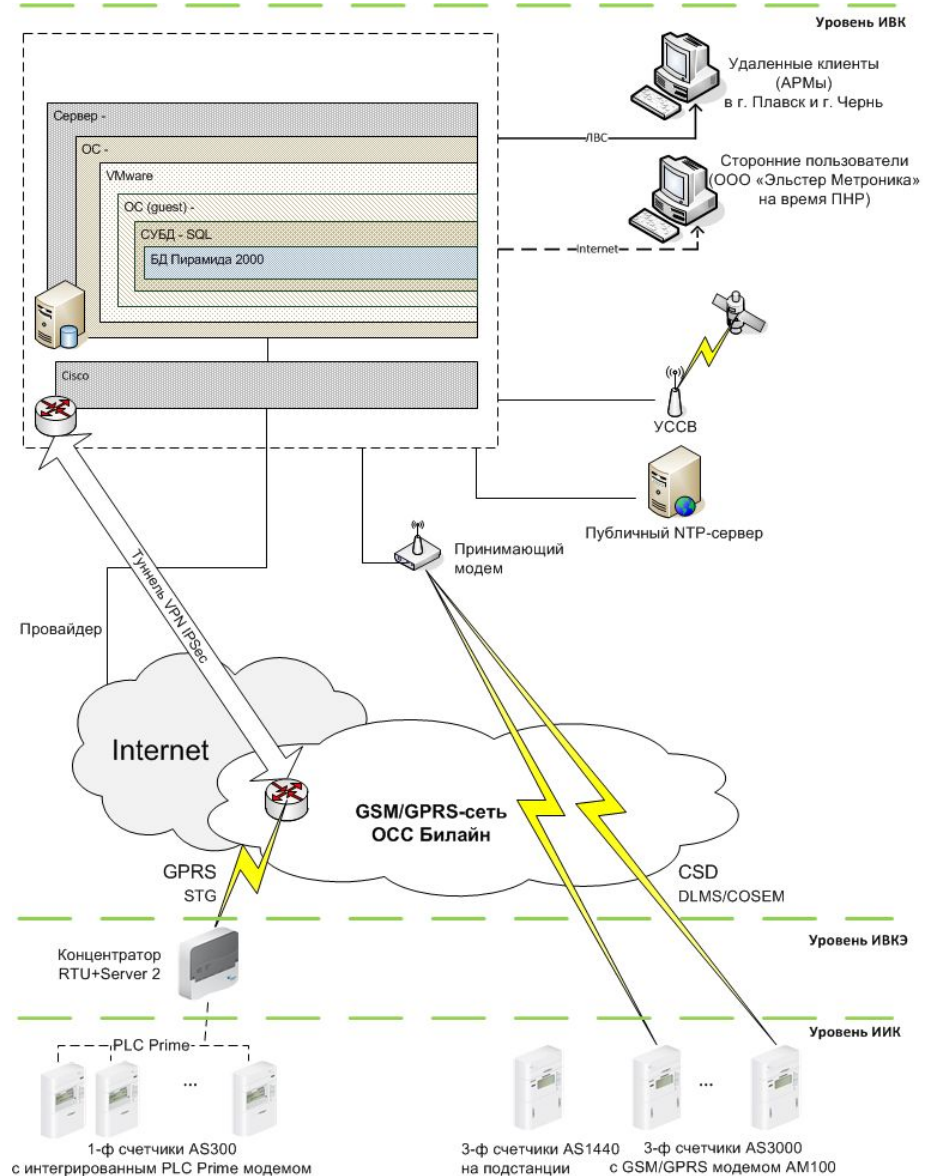 Уровень ИВК
Удаленные клиенты
(АРМы)
в г. Плавск и г. Чернь
Сервер -
ОС -
ЛВС
VMware
Сторонние пользователи
(ООО «Эльстер Метроника»
на время ПНР)
ОС (guest) -
СУБД - SQL
Internet
БД Пирамида 2000
Cisco
УССВ
Публичный NTP-сервер
Принимающий
модем
Туннель VPN IPSec
Провайдер
Internet
GSM/GPRS-сеть
ОСС Билайн
GPRS
STG
CSD
DLMS/COSEM
Уровень ИВКЭ
Концентратор
RTU+Server 2
Уровень ИИК
PLC Prime
...
...
1-ф счетчики AS300
с интегрированным PLC Prime модемом
3-ф счетчики AS1440
на подстанции
3-ф счетчики AS3000
с GSM/GPRS модемом AM100